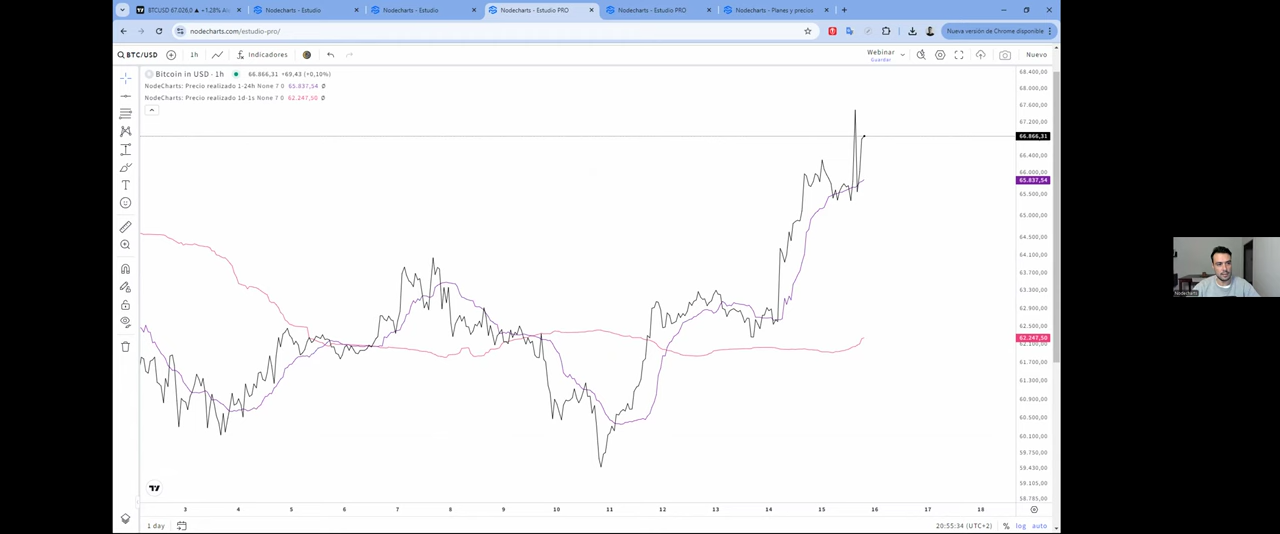 BTCUSD 67.026,0 ▲ +1.28%
Nodecharts - Estudio
Nodecharts - Estudio
Nodecharts - Estudio PRO
Nodecharts - Estudio PRO
Nodecharts - Planes y precios
nodecharts.com/estudio-pro/
Nueva versión de Chrome disponible
BTC/USD
1h
Indicadores
Webinar
Guardar
Nuevo
Bitcoin in USD · 1h 66.866,31 +69,43 (+0,10%)
NodeCharts: Precio realizado 1-24h None 7 0 65.837,54 Ø
NodeCharts: Precio realizado 1d-1s None 7 0 62.247,50 Ø
68.400,00
68.000,00
67.600,00
67.200,00
66.866,31
66.400,00
66.000,00
65.837,54
65.500,00
65.000,00
64.500,00
64.100,00
63.700,00
63.300,00
62.900,00
62.500,00
62.247,50
62.100,00
61.700,00
61.300,00
60.900,00
60.500,00
60.100,00
59.750,00
59.430,00
59.105,00
58.785,00
3 4 5 6 7 8 9 10 11 12 13 14 15 16 17 18
1 day
20:55:34 (UTC+2)
% log auto
Nodecharts